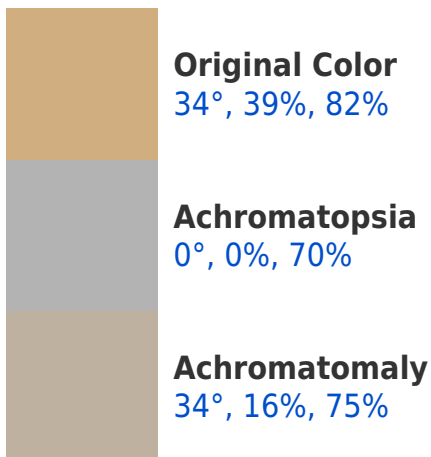 Original Color
34°, 39%, 82%
Achromatopsia
0°, 0%, 70%
Achromatomaly
34°, 16%, 75%